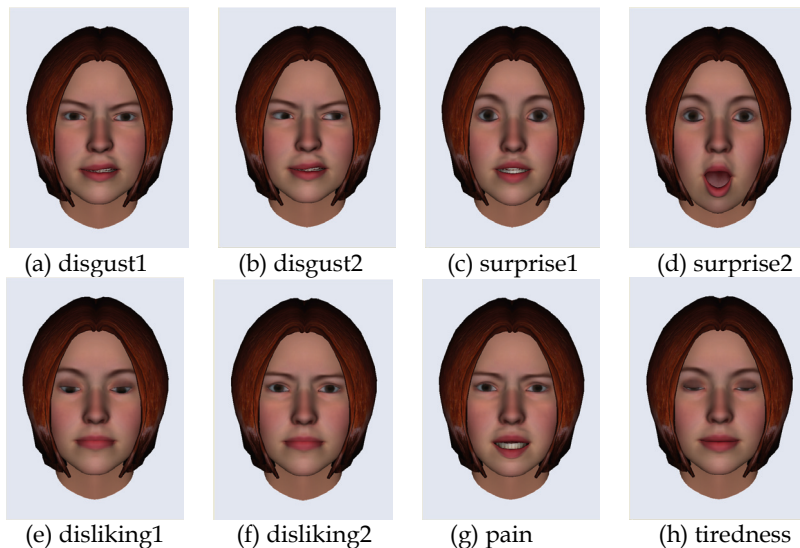 (a) disgust1 (b) disgust2 (c) surprise1 (d) surprise2
(e) disliking1 (f) disliking2 (g) pain (h) tiredness